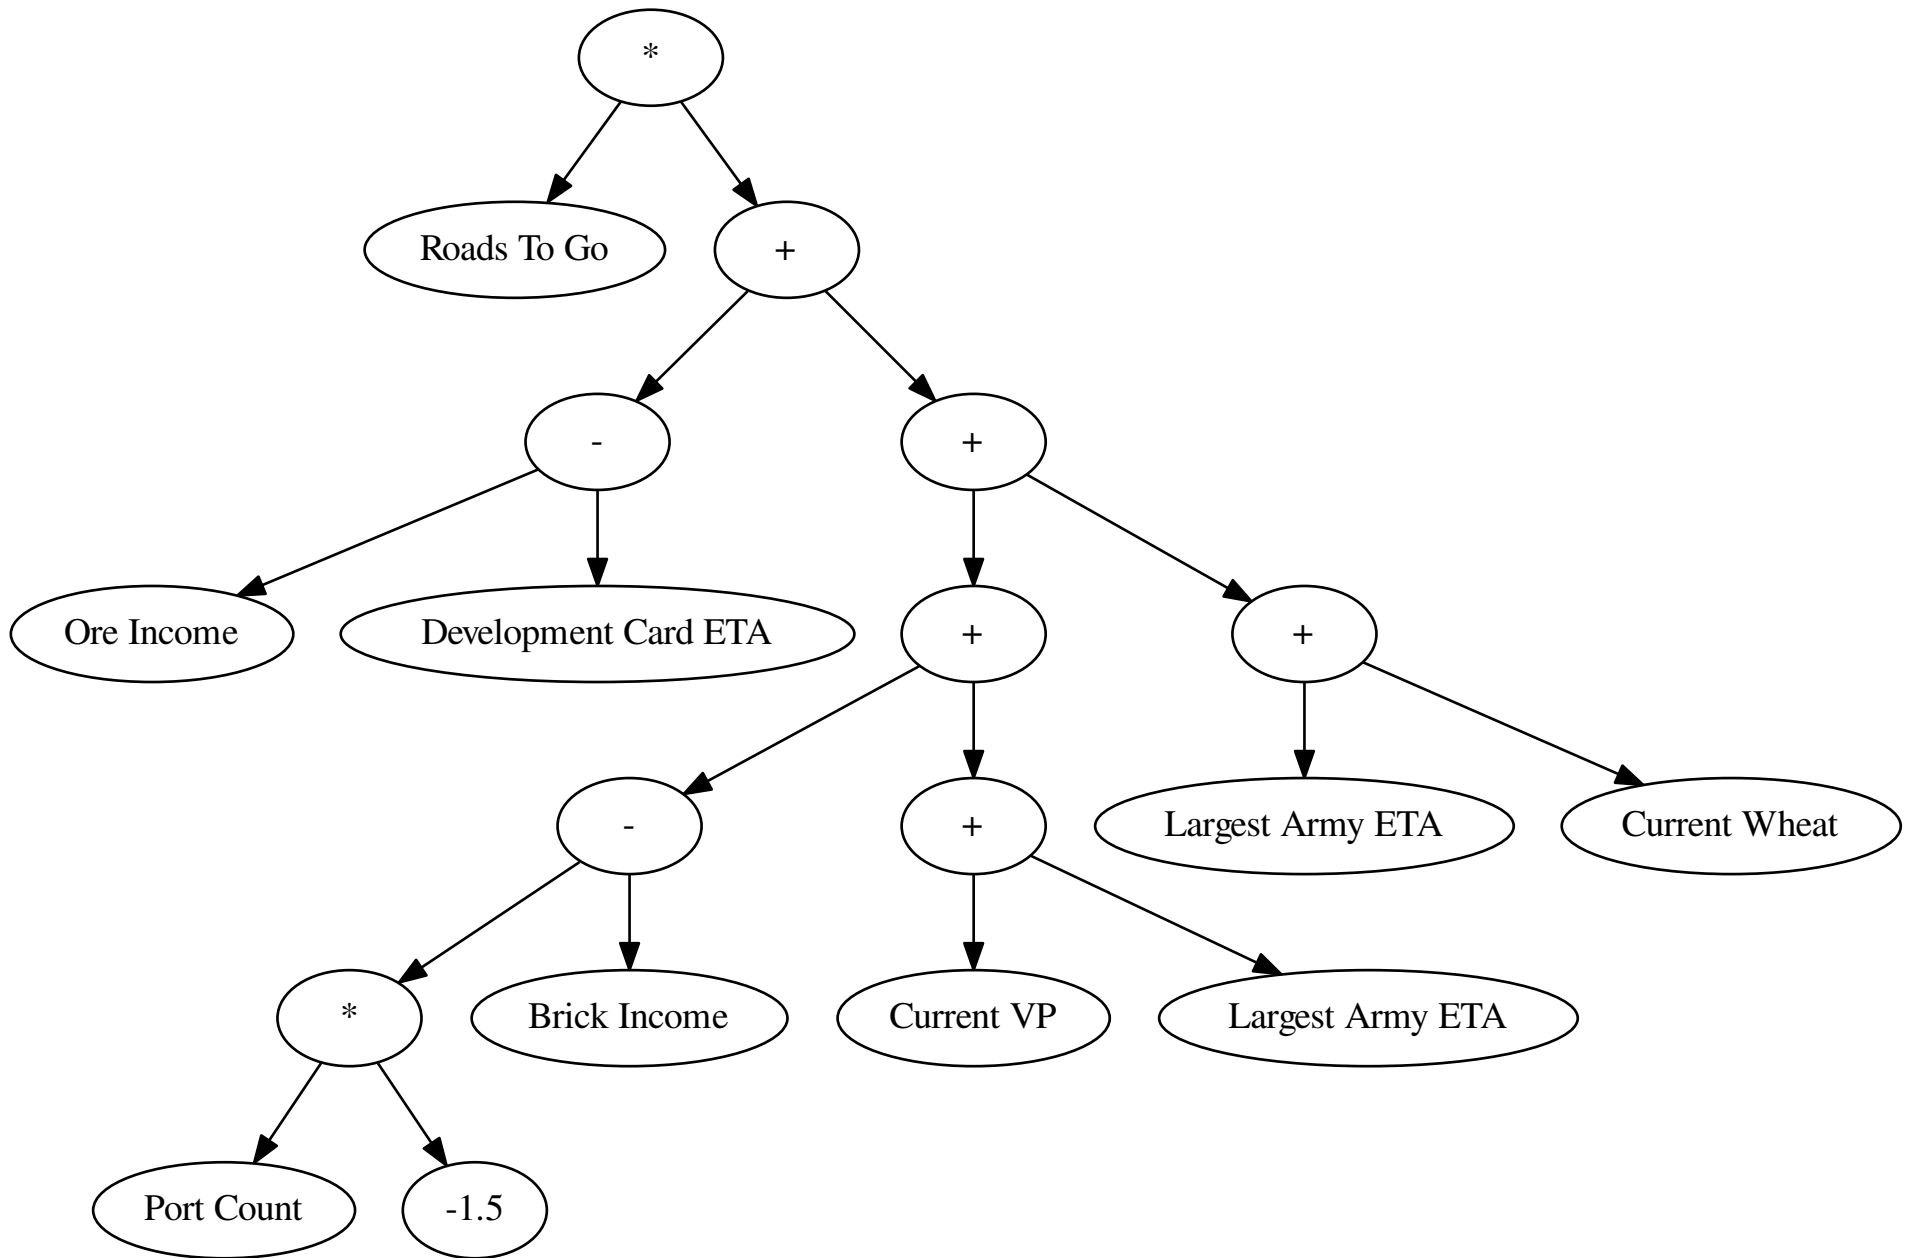 *
Roads To Go
+
-
+
Ore Income
Development Card ETA
+
+
-
+
Largest Army ETA
Current Wheat
*
Brick Income
Current VP
Largest Army ETA
Port Count
-1.5